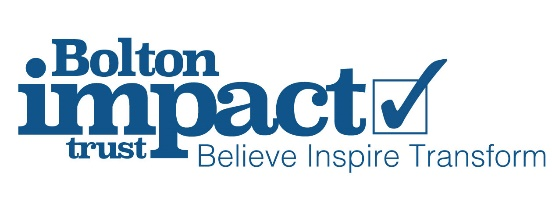 Bolton
impact
trust
Believe Inspire Transform